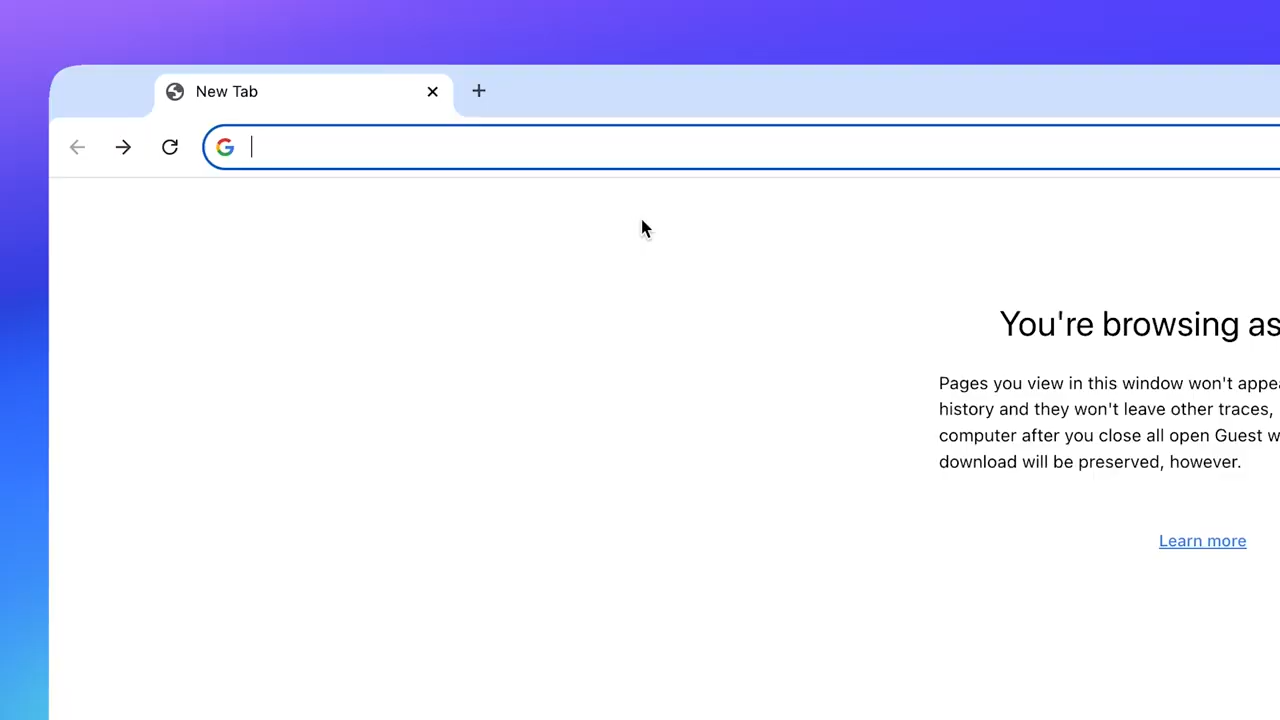 New Tab
You're browsing as
Pages you view in this window won't appe
history and they won't leave other traces,
computer after you close all open Guest w
download will be preserved, however.
Learn more